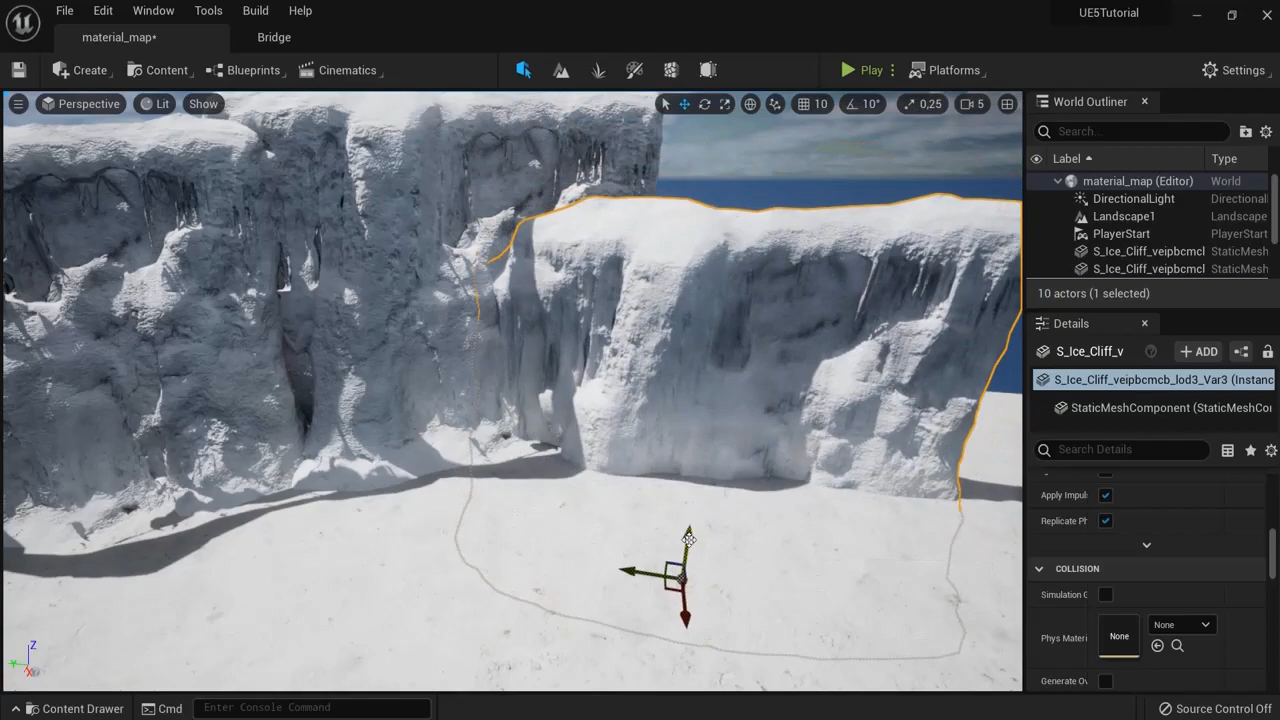 File Edit Window Tools Build Help
UE5Tutorial
material_map*
Bridge
Create
Content
Blueprints
Cinematics
Play
Platforms
Settings
Perspective
Lit
Show
10
10°
0,25
5
World Outliner
Search...
Label
Type
material_map (Editor) World
DirectionalLight Directional
Landscape1 Landscape
PlayerStart PlayerStart
S_Ice_Cliff_veipbcmcl StaticMesh
S_Ice_Cliff_veipbcmcl StaticMesh
10 actors (1 selected)
Details
S_Ice_Cliff_v
ADD
S_Ice_Cliff_veipbcmcb_lod3_Var3 (Instanc
StaticMeshComponent (StaticMeshCo
Search Details
Apply Impul
Replicate Ph
COLLISION
Simulation G
Phys Materi
None
None
Generate Ov
Z
Y
X
Content Drawer
Cmd
Enter Console Command
Source Control Off